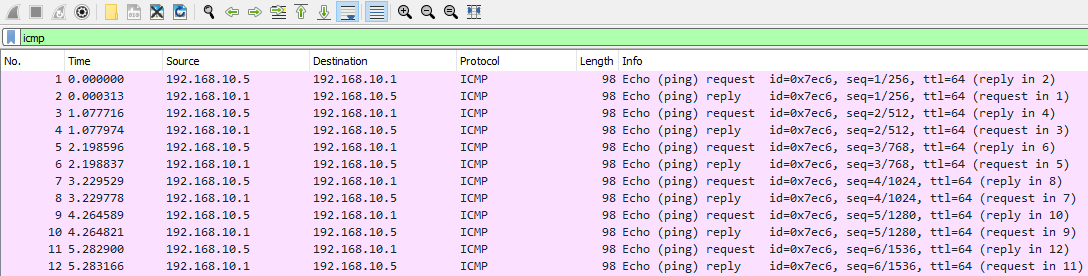 icmp
No. Time Source Destination Protocol Length Info
1 0.000000 192.168.10.5 192.168.10.1 ICMP 98 Echo (ping) request id=0x7ec6, seq=1/256, ttl=64 (reply in 2)
2 0.000313 192.168.10.1 192.168.10.5 ICMP 98 Echo (ping) reply id=0x7ec6, seq=1/256, ttl=64 (request in 1)
3 1.077716 192.168.10.5 192.168.10.1 ICMP 98 Echo (ping) request id=0x7ec6, seq=2/512, ttl=64 (reply in 4)
4 1.077974 192.168.10.1 192.168.10.5 ICMP 98 Echo (ping) reply id=0x7ec6, seq=2/512, ttl=64 (request in 3)
5 2.198596 192.168.10.5 192.168.10.1 ICMP 98 Echo (ping) request id=0x7ec6, seq=3/768, ttl=64 (reply in 6)
6 2.198837 192.168.10.1 192.168.10.5 ICMP 98 Echo (ping) reply id=0x7ec6, seq=3/768, ttl=64 (request in 5)
7 3.229529 192.168.10.5 192.168.10.1 ICMP 98 Echo (ping) request id=0x7ec6, seq=4/1024, ttl=64 (reply in 8)
8 3.229778 192.168.10.1 192.168.10.5 ICMP 98 Echo (ping) reply id=0x7ec6, seq=4/1024, ttl=64 (request in 7)
9 4.264589 192.168.10.5 192.168.10.1 ICMP 98 Echo (ping) request id=0x7ec6, seq=5/1280, ttl=64 (reply in 10)
10 4.264821 192.168.10.1 192.168.10.5 ICMP 98 Echo (ping) reply id=0x7ec6, seq=5/1280, ttl=64 (request in 9)
11 5.282900 192.168.10.5 192.168.10.1 ICMP 98 Echo (ping) request id=0x7ec6, seq=6/1536, ttl=64 (reply in 12)
12 5.283166 192.168.10.1 192.168.10.5 ICMP 98 Echo (ping) reply id=0x7ec6, seq=6/1536, ttl=64 (request in 11)